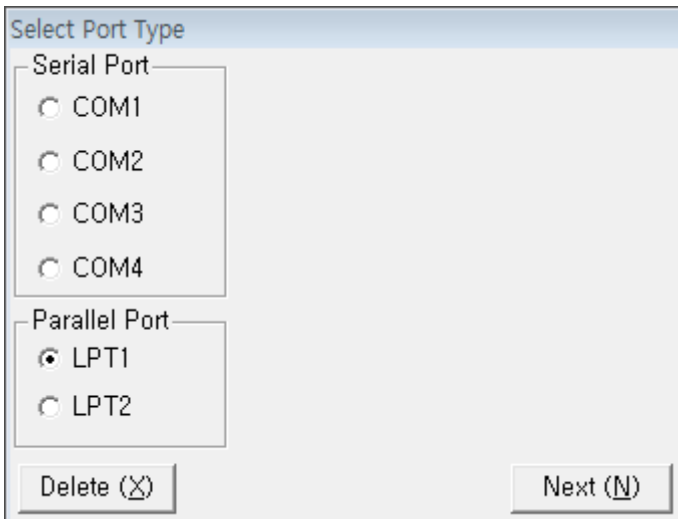 Select Port Type
Serial Port
COM1
COM2
COM3
COM4
Parallel Port
LPT1
LPT2
Delete (X)
Next (N)